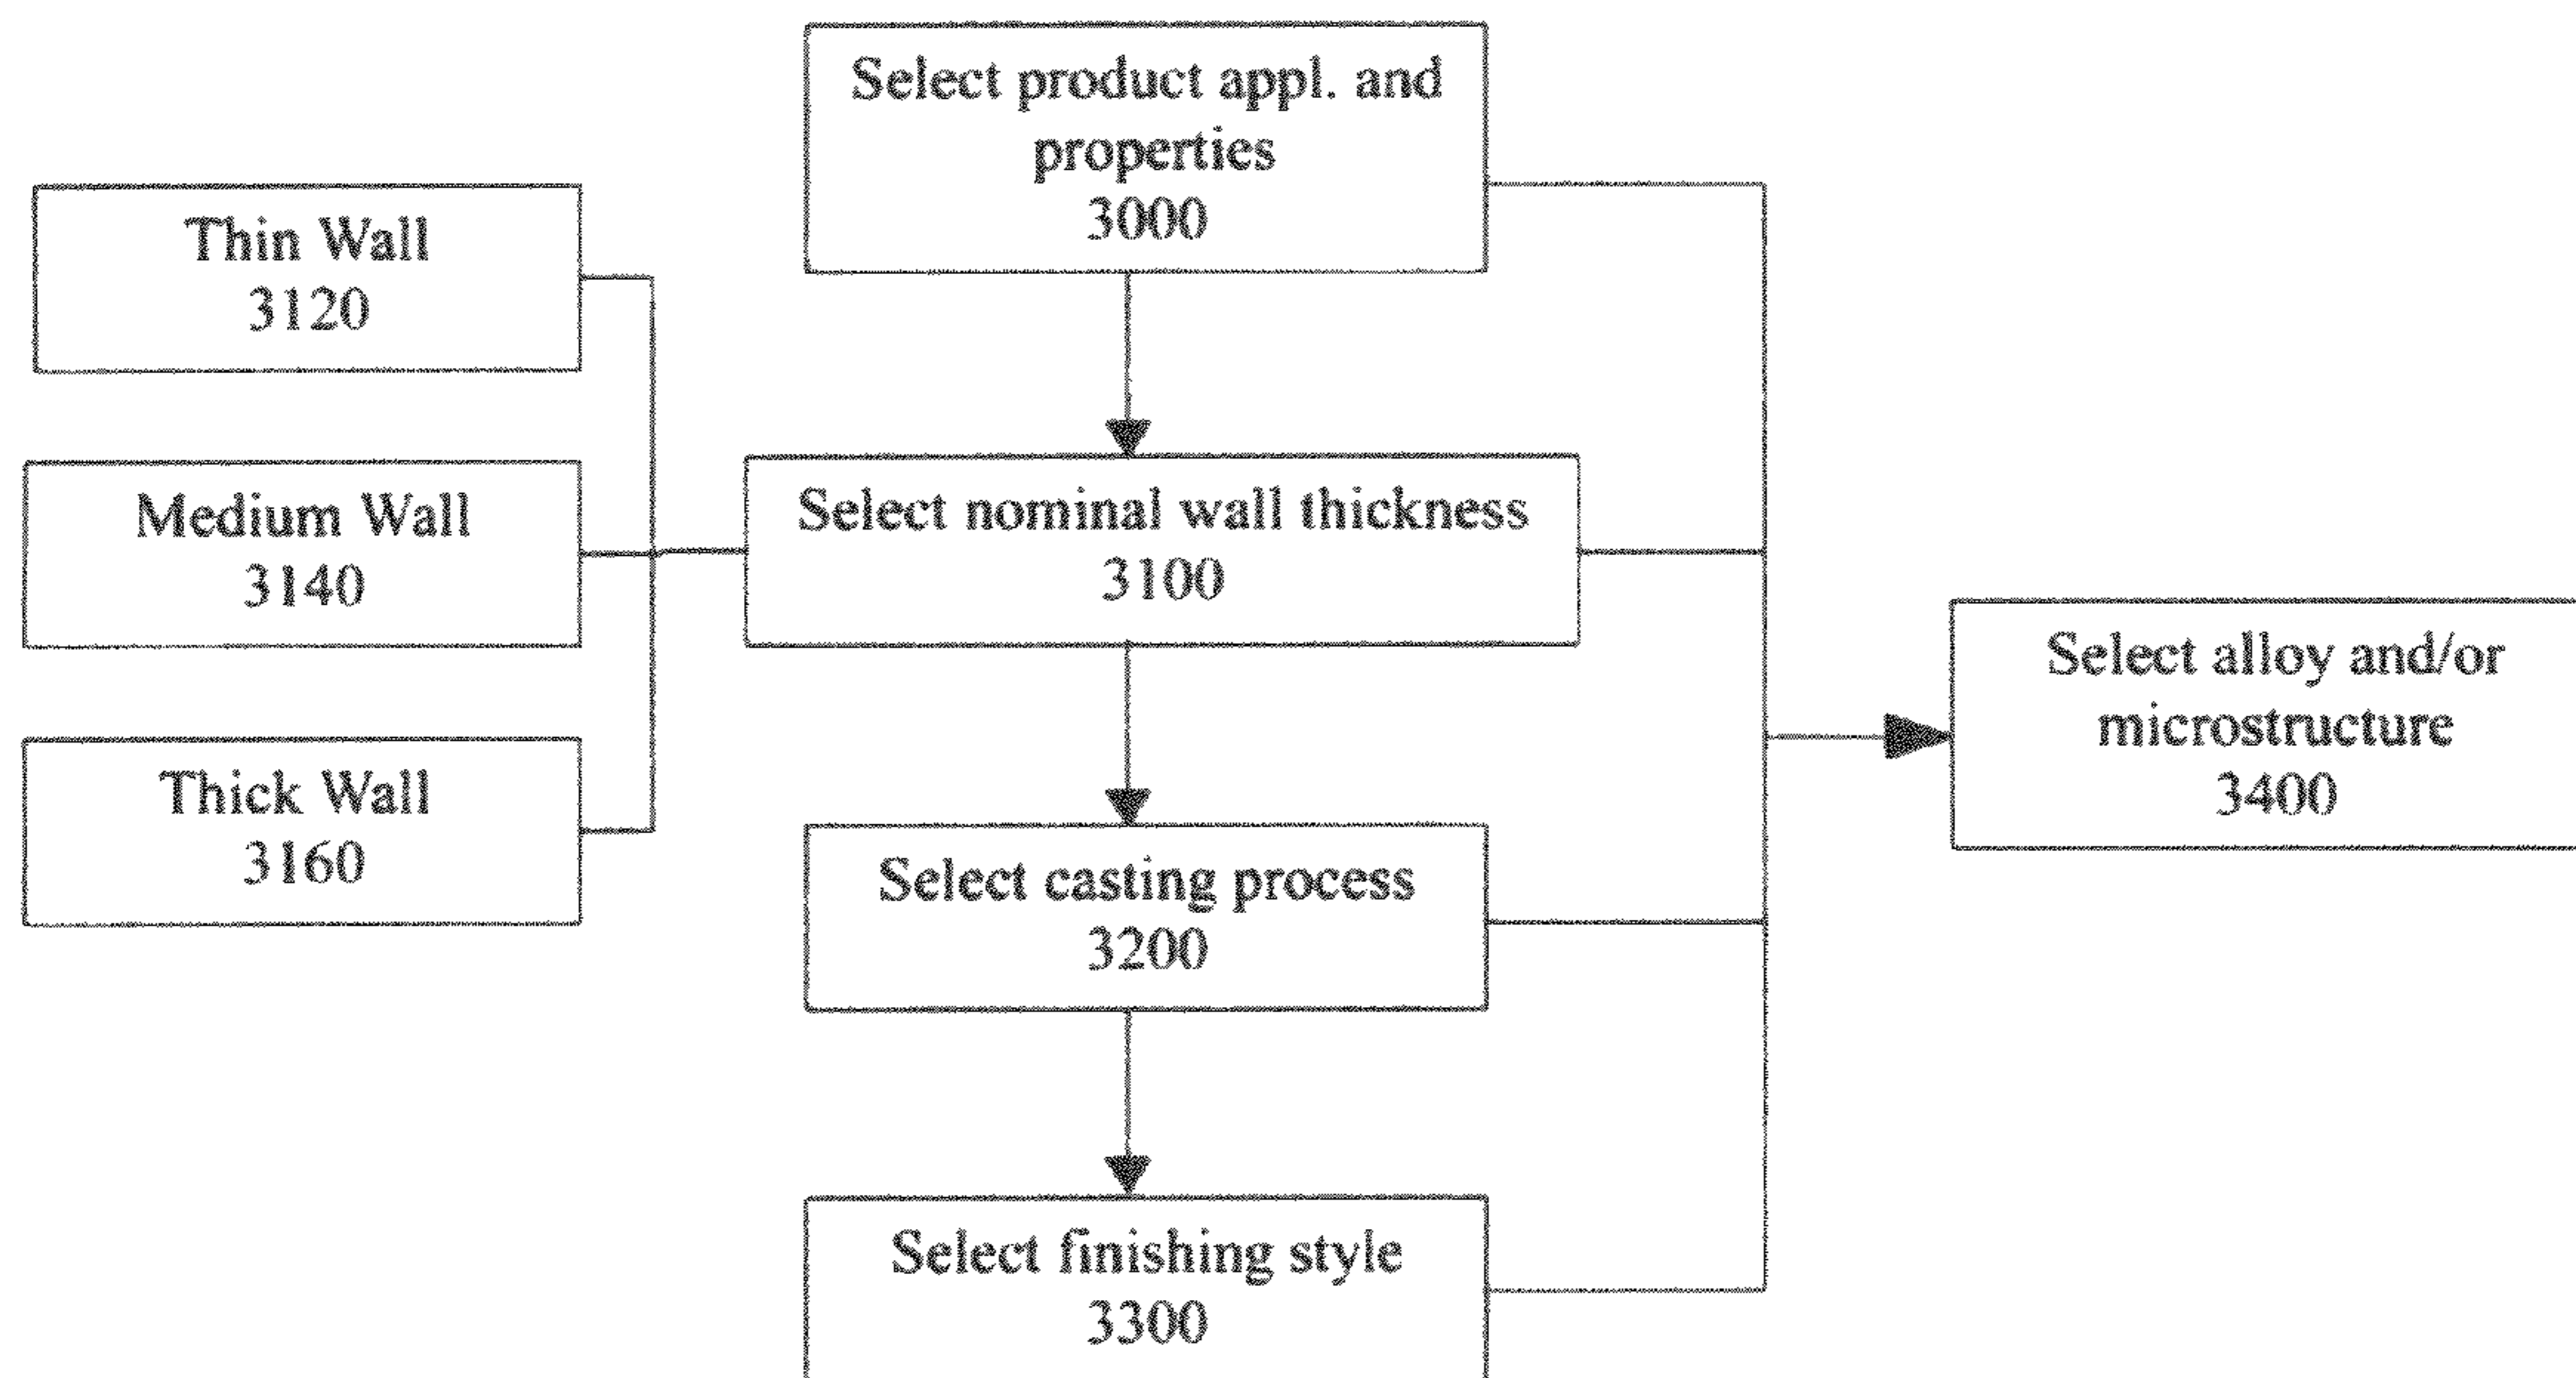 Select product appl. and
properties
3000
Thin Wall
3120
Medium Wall
3140
Select nominal wall thickness
3100
Select alloy and/or
microstructure
3400
Thick Wall
3160
Select casting process
3200
Select finishing style
3300